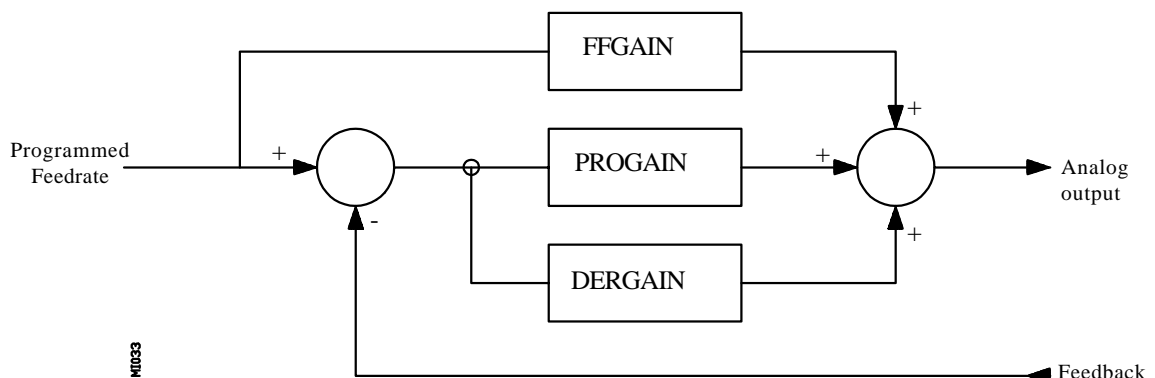 FFGAIN
+
Programmed
Feedrate
+
PROGAIN
+
Analog
output
-
+
DERGAIN
MI033
Feedback